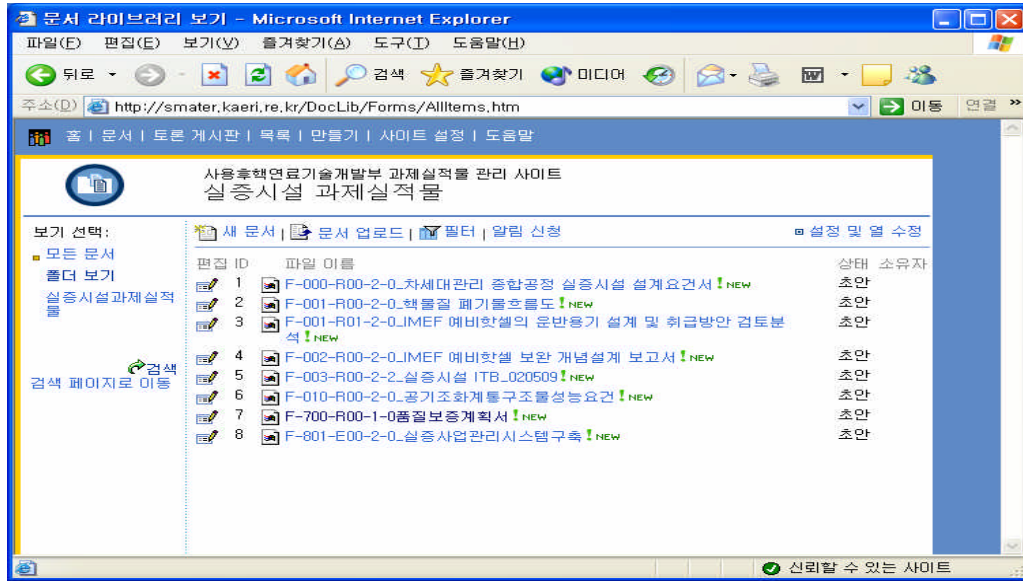 문서 라이브러리 보기 - Microsoft Internet Explorer
파일(F) 편집(E) 보기(V) 즐겨찾기(A) 도구(T) 도움말(H)
뒤로 검색 즐겨찾기 미디어
주소(D) http://smater.kaeri.re.kr/DocLib/Forms/AllItems.htm 이동 연결 »
홈 | 문서 | 토론 게시판 | 목록 | 만들기 | 사이트 설정 | 도움말
사용후핵연료기술개발부 과제실적물 관리 사이트
실증시설 과제실적물
보기 선택:
모든 문서
폴더 보기
실증시설과제실적
물
검색
검색 페이지로 이동
새 문서 | 문서 업로드 | 필터 | 알림 신청 설정 및 열 수정
편집 ID 파일 이름 상태 소유자
1 F-000-R00-2-0_차세대관리 종합공정 실증시설 설계요건서 ! NEW 초안
2 F-001-R00-2-0_핵물질 폐기물흐름도 ! NEW 초안
3 F-001-R01-2-0_IMEF 예비핫셀의 운반용기 설계 및 취급방안 검토분 초안
석 ! NEW
4 F-002-R00-2-0_IMEF 예비핫셀 보완 개념설계 보고서 ! NEW 초안
5 F-003-R00-2-2_실증시설 ITB_020509 ! NEW 초안
6 F-010-R00-2-0_공기조화계통구조물성능요건 ! NEW 초안
7 F-700-R00-1-0품질보증계획서 ! NEW 초안
8 F-801-E00-2-0_실증사업관리시스템구축 ! NEW 초안
신뢰할 수 있는 사이트